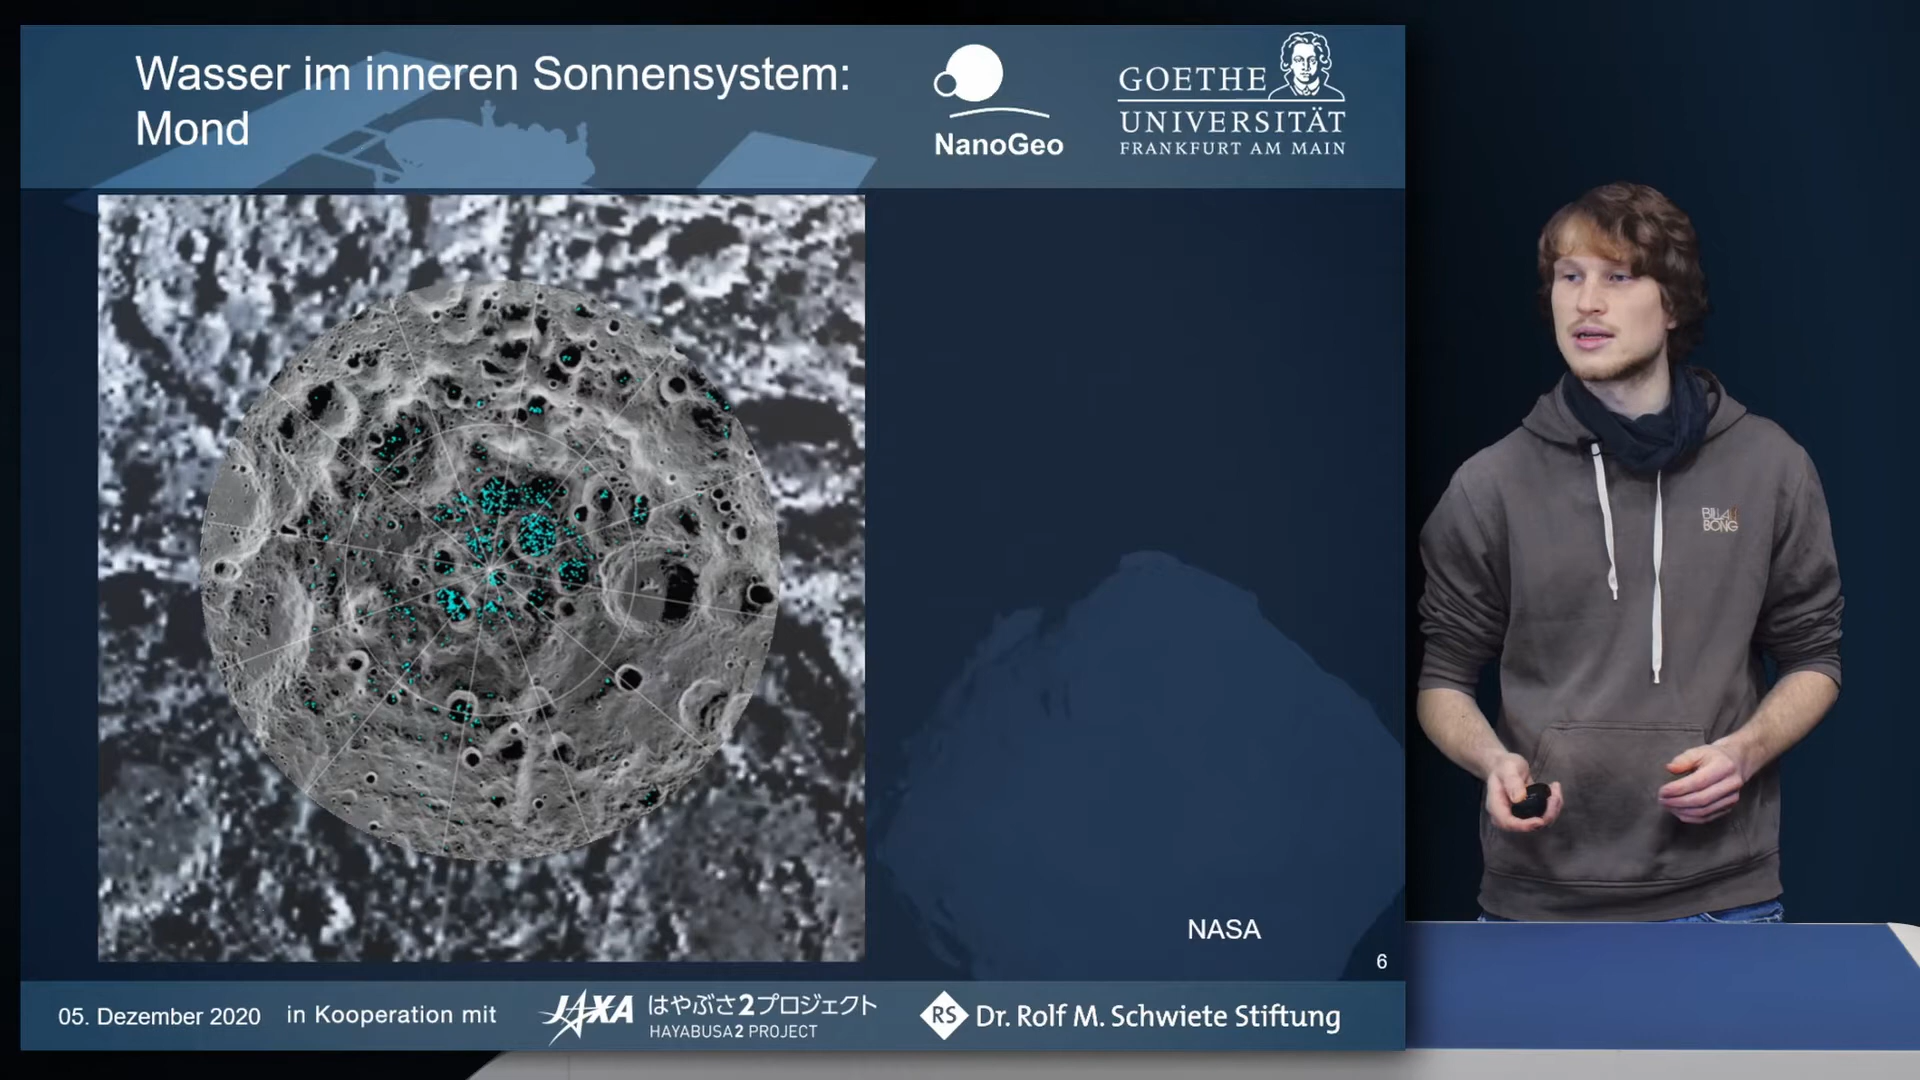 Wasser im inneren Sonnensystem:
Mond
NanoGeo
GOETHE
UNIVERSITÄT
FRANKFURT AM MAIN
BILLABONG
NASA
6
05. Dezember 2020
in Kooperation mit
JAXA
はやぶさ2プロジェクト
HAYABUSA2 PROJECT
RS
Dr. Rolf M. Schwiete Stiftung